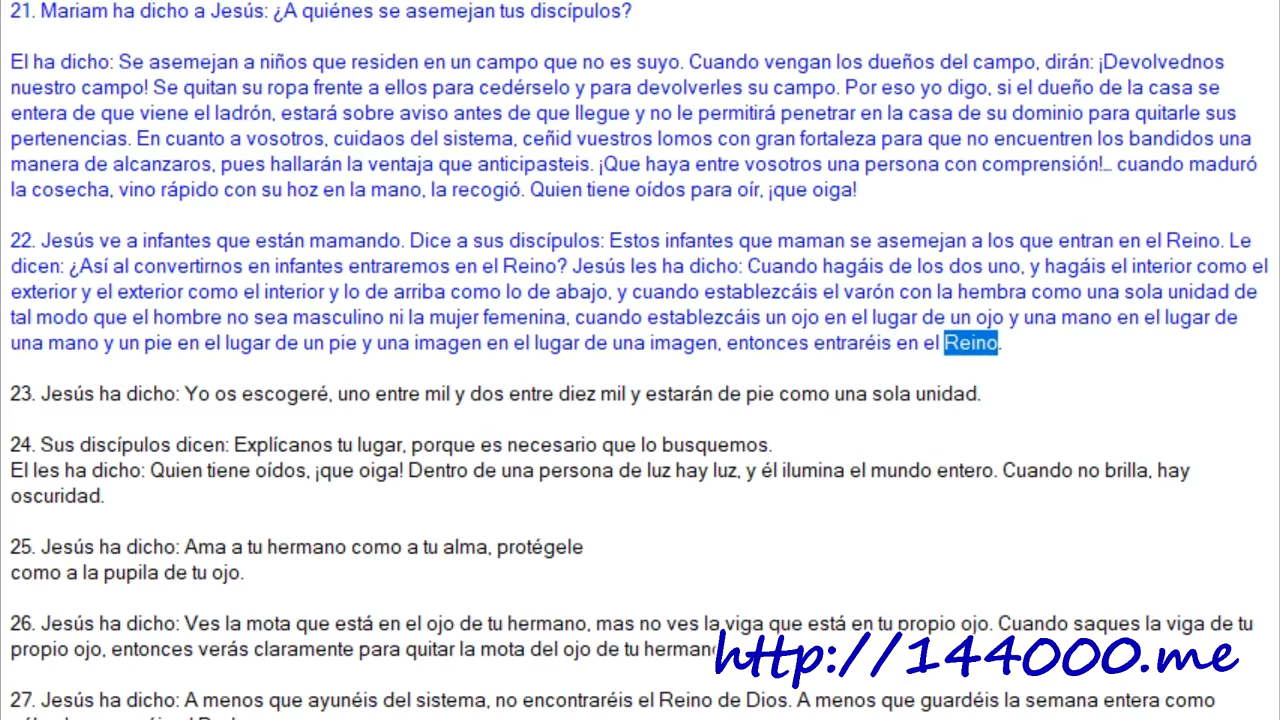 21. Mariam ha dicho a Jesús: ¿A quiénes se asemejan tus discípulos?
El ha dicho: Se asemejan a niños que residen en un campo que no es suyo. Cuando vengan los dueños del campo, dirán: ¡Devolvednos
nuestro campo! Se quitan su ropa frente a ellos para cedérselo y para devolverles su campo. Por eso yo digo, si el dueño de la casa se
entera de que viene el ladrón, estará sobre aviso antes de que llegue y no le permitirá penetrar en la casa de su dominio para quitarle sus
pertenencias. En cuanto a vosotros, cuidaos del sistema, ceñid vuestros lomos con gran fortaleza para que no encuentren los bandidos una
manera de alcanzaros, pues hallarán la ventaja que anticipasteis. ¡Que haya entre vosotros una persona con comprensión!... cuando maduró
la cosecha, vino rápido con su hoz en la mano, la recogió. Quien tiene oídos para oír, ¡que oiga!
22. Jesús ve a infantes que están mamando. Dice a sus discípulos: Estos infantes que maman se asemejan a los que entran en el Reino. Le
dicen: ¿Así al convertirnos en infantes entraremos en el Reino? Jesús les ha dicho: Cuando hagáis de los dos uno, y hagáis el interior como el
exterior y el exterior como el interior y lo de arriba como lo de abajo, y cuando establezcáis el varón con la hembra como una sola unidad de
tal modo que el hombre no sea masculino ni la mujer femenina, cuando establezcáis un ojo en el lugar de un ojo y una mano en el lugar de
una mano y un pie en el lugar de un pie y una imagen en el lugar de una imagen, entonces entraréis en el Reino.
23. Jesús ha dicho: Yo os escogeré, uno entre mil y dos entre diez mil y estarán de pie como una sola unidad.
24. Sus discípulos dicen: Explícanos tu lugar, porque es necesario que lo busquemos.
El les ha dicho: Quien tiene oídos, ¡que oiga! Dentro de una persona de luz hay luz, y él ilumina el mundo entero. Cuando no brilla, hay
oscuridad.
25. Jesús ha dicho: Ama a tu hermano como a tu alma, protégele
como a la pupila de tu ojo.
26. Jesús ha dicho: Ves la mota que está en el ojo de tu hermano, mas no ves la viga que está en tu propio ojo. Cuando saques la viga de tu
propio ojo, entonces verás claramente para quitar la mota del ojo de tu hermano
http://144000.me
27. Jesús ha dicho: A menos que ayunéis del sistema, no encontraréis el Reino de Dios. A menos que guardéis la semana entera como